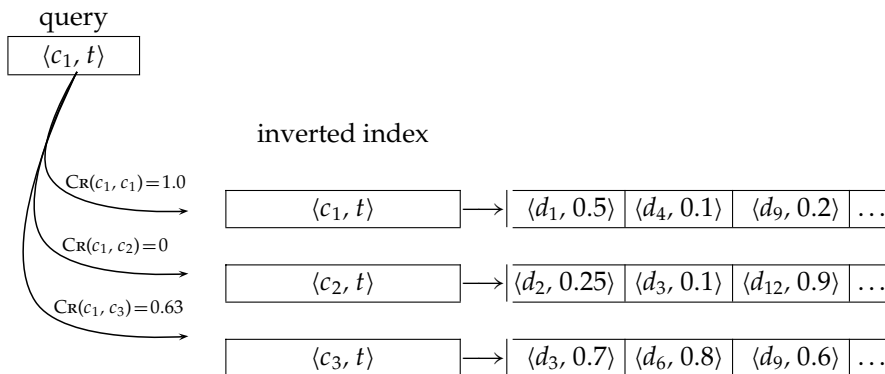 query
⟨c₁, t⟩
inverted index
CR(c₁, c₁)=1.0
⟨c₁, t⟩ ⟨d₁, 0.5⟩ ⟨d₄, 0.1⟩ ⟨d₉, 0.2⟩ …
CR(c₁, c₂)=0
⟨c₂, t⟩ ⟨d₂, 0.25⟩ ⟨d₃, 0.1⟩ ⟨d₁₂, 0.9⟩ …
CR(c₁, c₃)=0.63
⟨c₃, t⟩ ⟨d₃, 0.7⟩ ⟨d₆, 0.8⟩ ⟨d₉, 0.6⟩ …